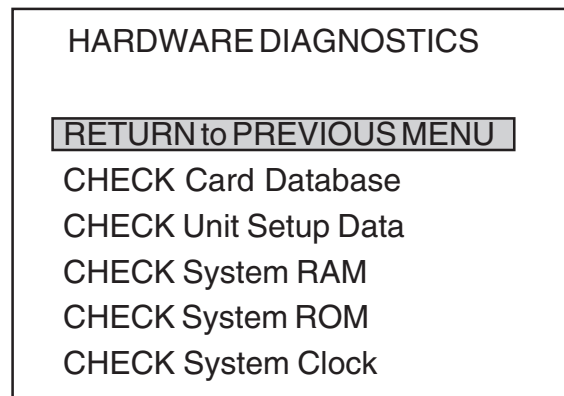 HARDWARE DIAGNOSTICS
RETURN to PREVIOUS MENU
CHECK Card Database
CHECK Unit Setup Data
CHECK System RAM
CHECK System ROM
CHECK System Clock